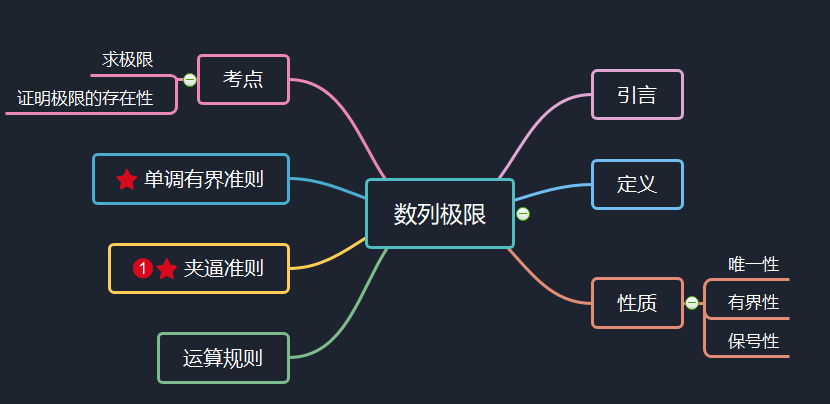 数列极限
引言
定义
性质
唯一性
有界性
保号性
运算规则
1 夹逼准则
单调有界准则
考点
求极限
证明极限的存在性